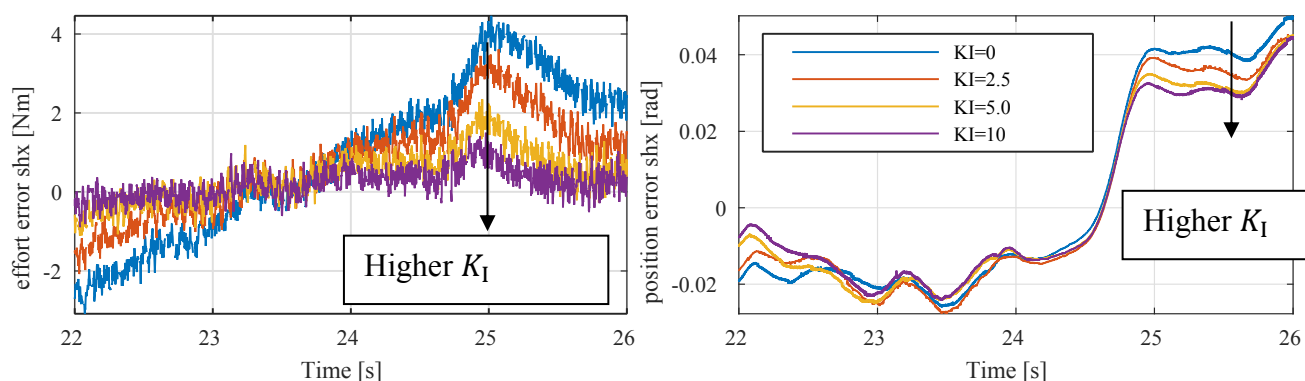 effort error shx [Nm]
4
2
0
-2
22
23
24
25
26
Time [s]
Higher KI
position error shx [rad]
0.04
0.02
0
-0.02
22
23
24
25
26
Time [s]
KI=0
KI=2.5
KI=5.0
KI=10
Higher KI